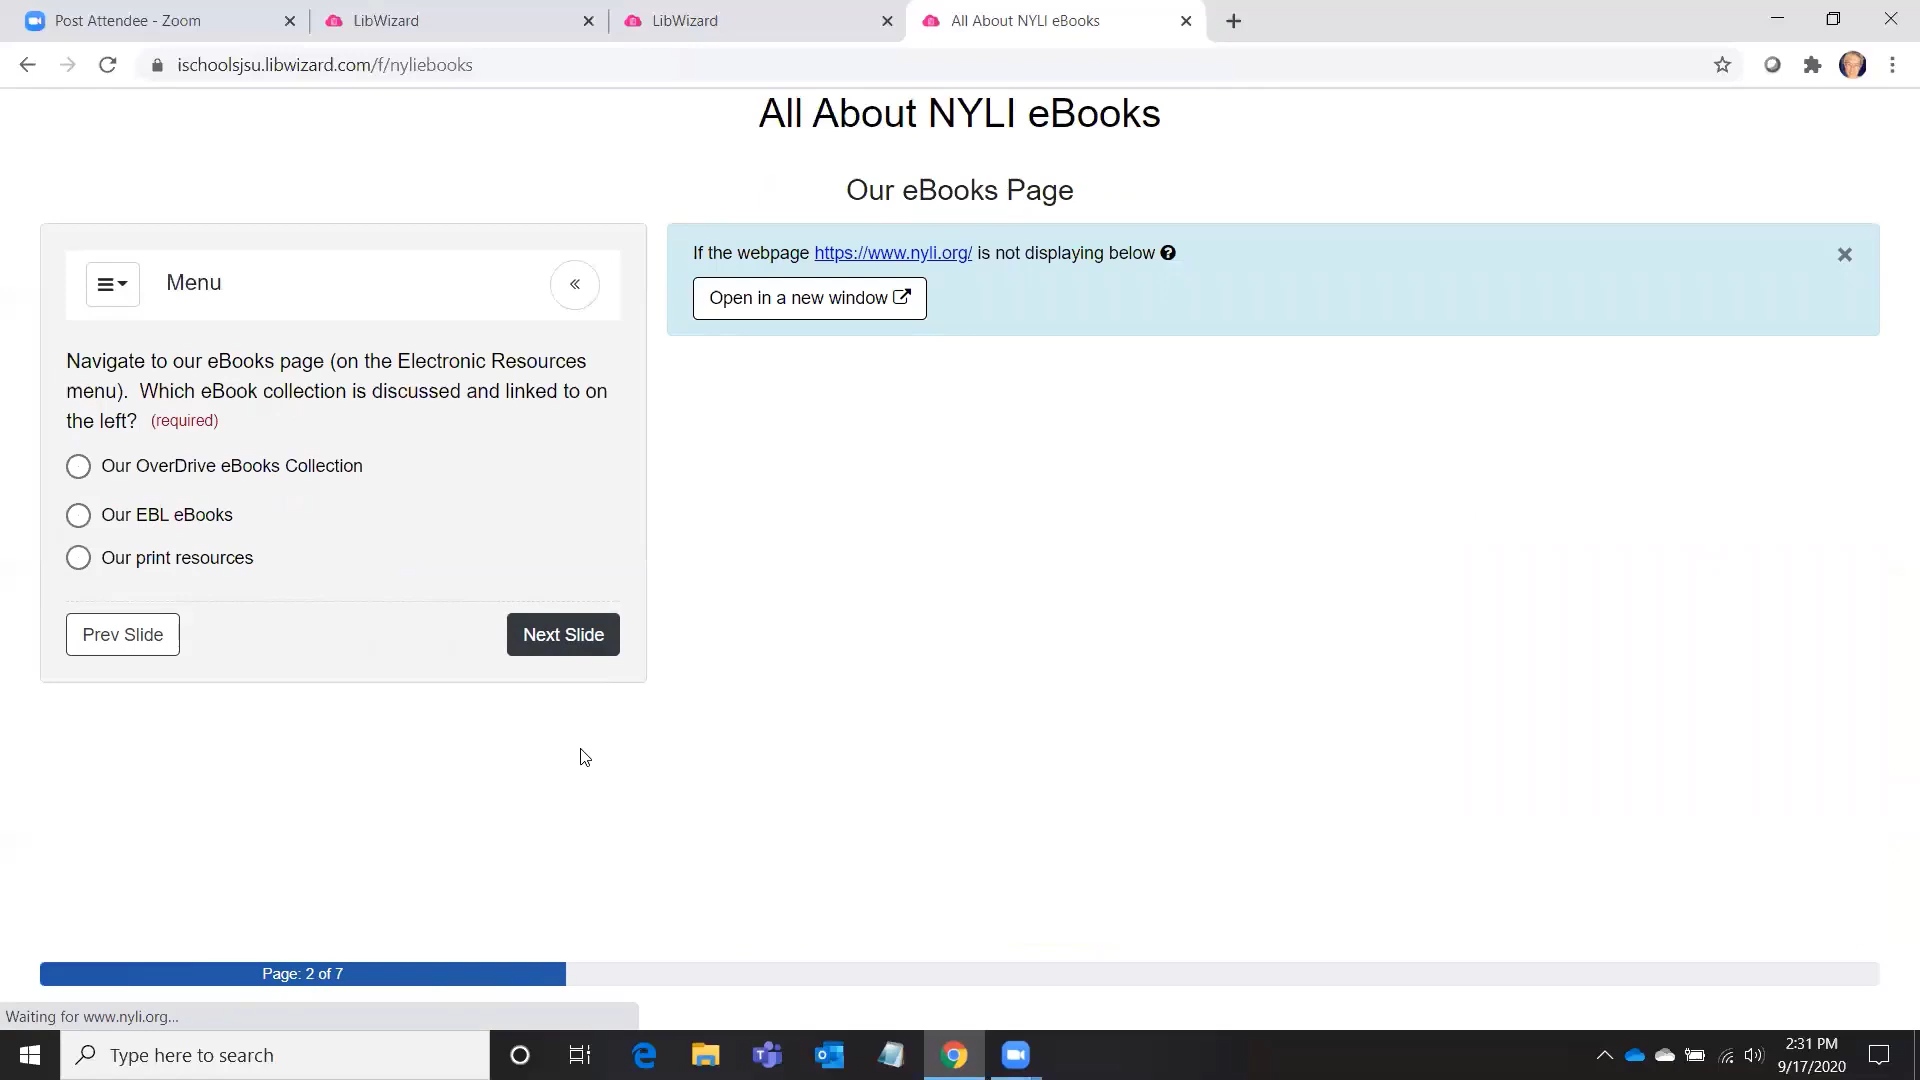 Post Attendee - Zoom
LibWizard
LibWizard
All About NYLI eBooks
ischoolsjsu.libwizard.com/f/nyliebooks
All About NYLI eBooks
Our eBooks Page
Menu
Navigate to our eBooks page (on the Electronic Resources
menu). Which eBook collection is discussed and linked to on
the left? (required)
Our OverDrive eBooks Collection
Our EBL eBooks
Our print resources
Prev Slide
Next Slide
If the webpage https://www.nyli.org/ is not displaying below
Open in a new window
Page: 2 of 7
Waiting for www.nyli.org...
Type here to search
2:31 PM
9/17/2020